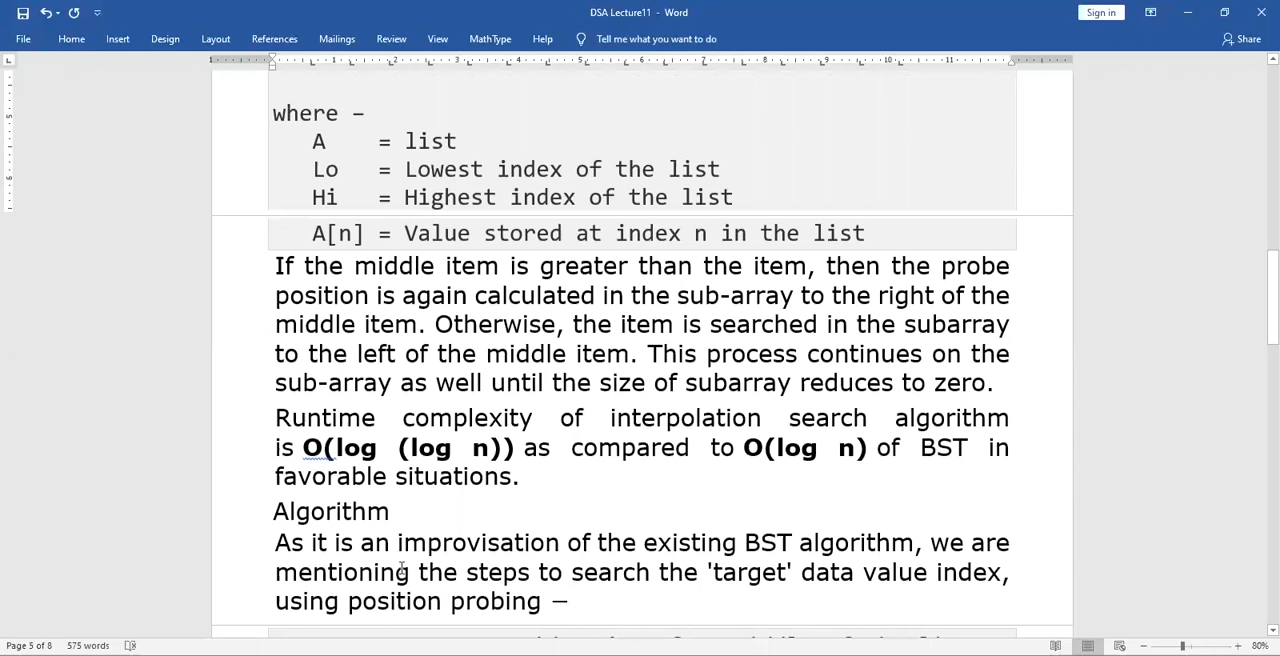 DSA Lecture11 - Word
Sign in
File Home Insert Design Layout References Mailings Review View MathType Help Tell me what you want to do Share
where –
A = list
Lo = Lowest index of the list
Hi = Highest index of the list
A[n] = Value stored at index n in the list
If the middle item is greater than the item, then the probe
position is again calculated in the sub-array to the right of the
middle item. Otherwise, the item is searched in the subarray
to the left of the middle item. This process continues on the
sub-array as well until the size of subarray reduces to zero.
Runtime complexity of interpolation search algorithm
is O(log (log n)) as compared to O(log n) of BST in
favorable situations.
Algorithm
As it is an improvisation of the existing BST algorithm, we are
mentioning the steps to search the 'target' data value index,
using position probing −
Page 5 of 8 575 words 80%